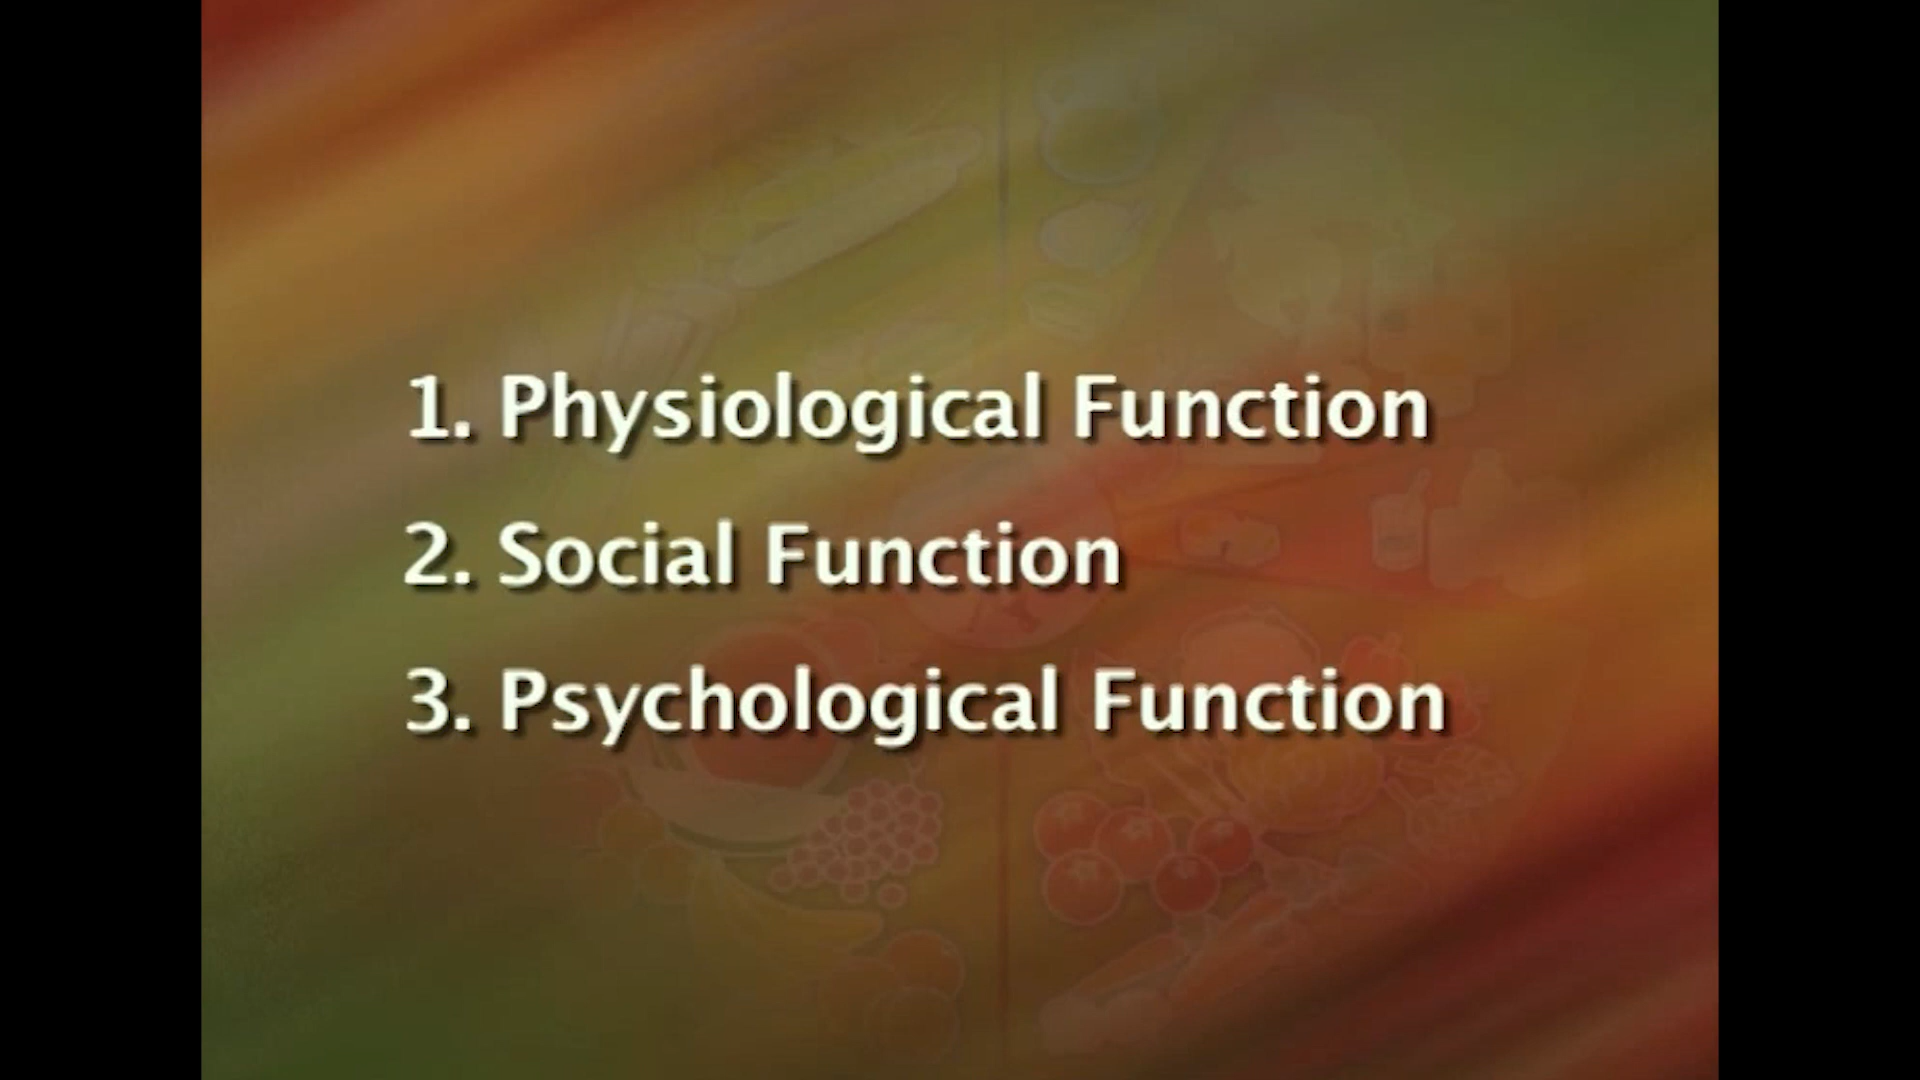 1. Physiological Function
2. Social Function
3. Psychological Function